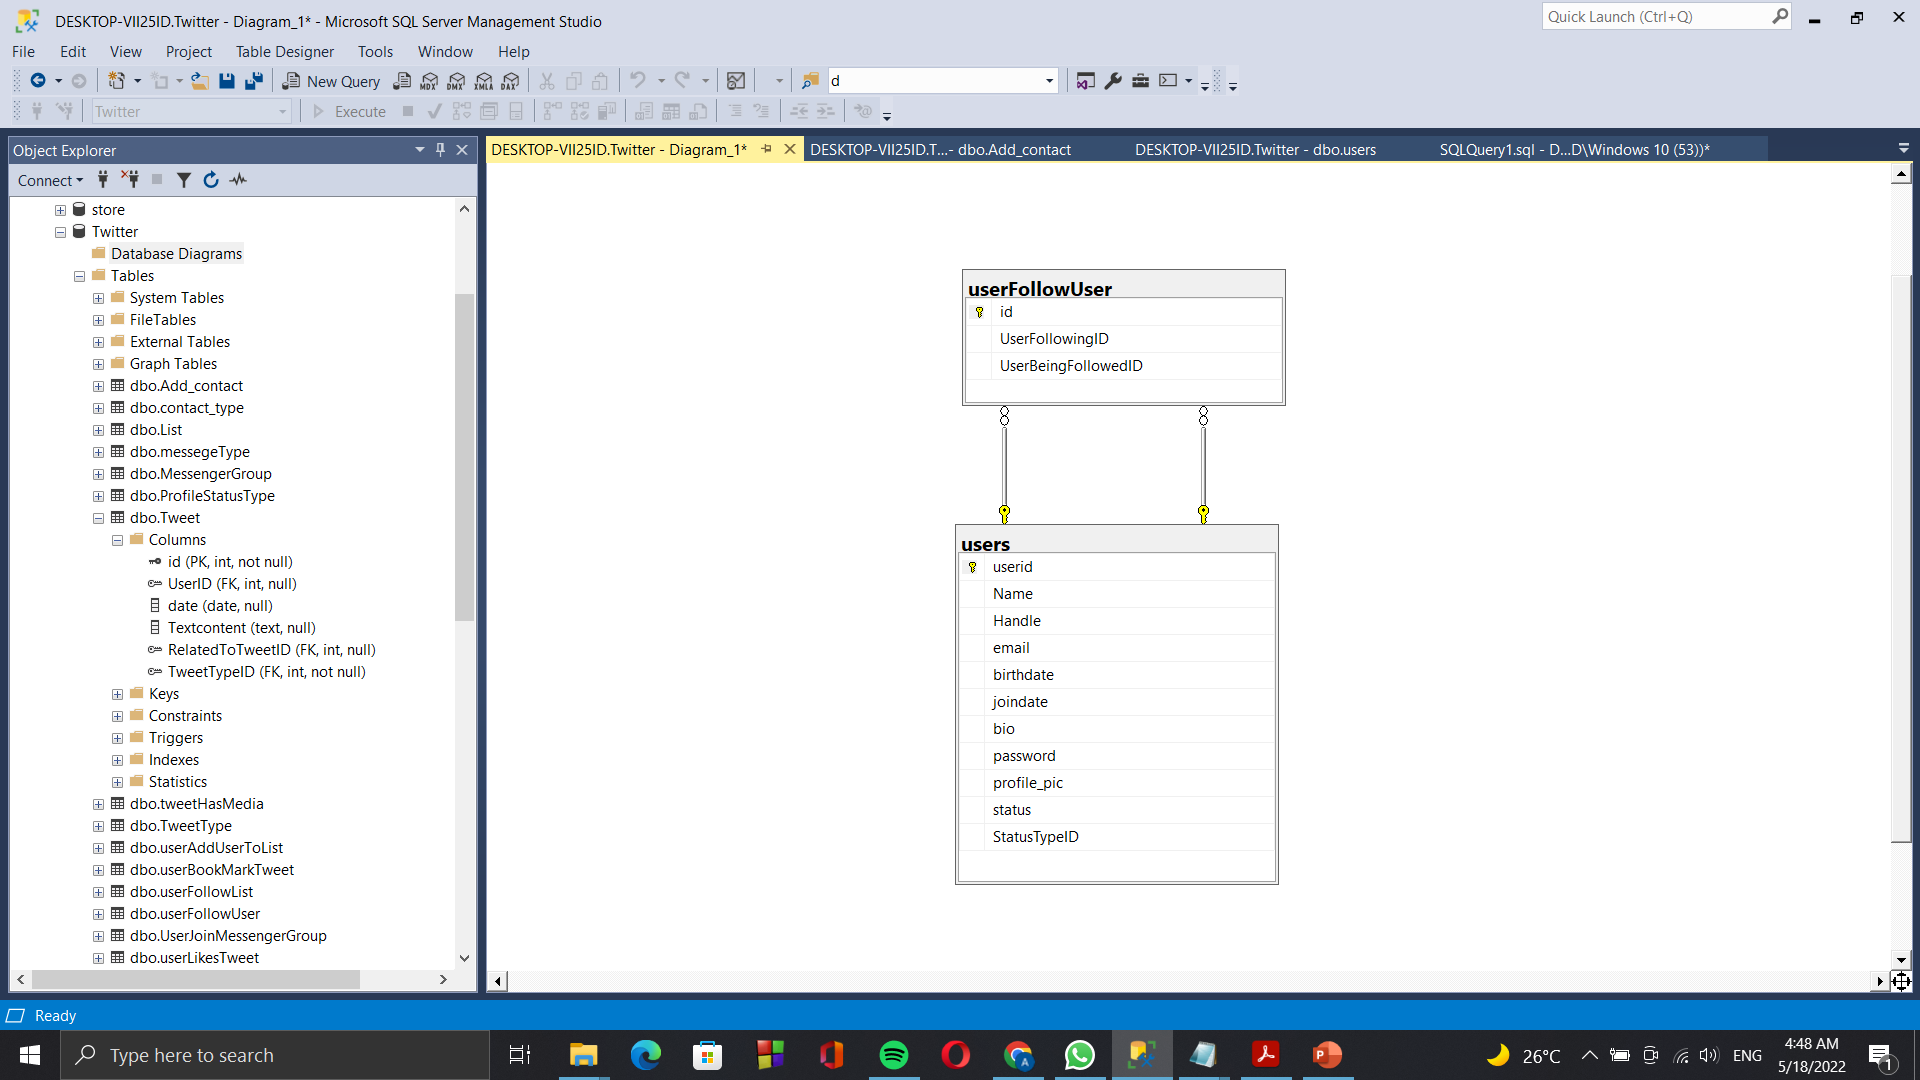 DESKTOP-VII25ID.Twitter - Diagram_1* - Microsoft SQL Server Management Studio
Quick Launch (Ctrl+Q)
File Edit View Project Table Designer Tools Window Help
New Query MDX DMX XMLA DAX d
Twitter Execute
Object Explorer
DESKTOP-VII25ID.Twitter - Diagram_1* DESKTOP-VII25ID.T...- dbo.Add_contact DESKTOP-VII25ID.Twitter - dbo.users SQLQuery1.sql - D...D\Windows 10 (53))*
Connect
store
Twitter
Database Diagrams
Tables
System Tables
FileTables
External Tables
Graph Tables
dbo.Add_contact
dbo.contact_type
dbo.List
dbo.messegeType
dbo.MessengerGroup
dbo.ProfileStatusType
dbo.Tweet
Columns
id (PK, int, not null)
UserID (FK, int, null)
date (date, null)
Textcontent (text, null)
RelatedToTweetID (FK, int, null)
TweetTypeID (FK, int, not null)
Keys
Constraints
Triggers
Indexes
Statistics
dbo.tweetHasMedia
dbo.TweetType
dbo.userAddUserToList
dbo.userBookMarkTweet
dbo.userFollowList
dbo.userFollowUser
dbo.UserJoinMessengerGroup
dbo.userLikesTweet
userFollowUser
id
UserFollowingID
UserBeingFollowedID
users
userid
Name
Handle
email
birthdate
joindate
bio
password
profile_pic
status
StatusTypeID
Ready
Type here to search
26°C
ENG
4:48 AM
5/18/2022
1